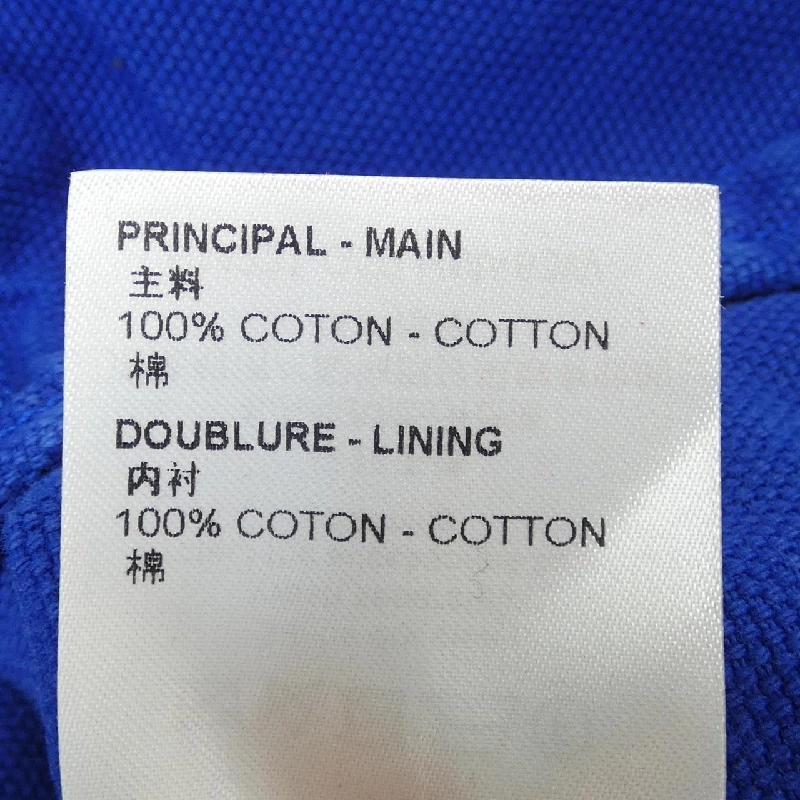 PRINCIPAL - MAIN
主料
100% COTON - COTTON
棉
DOUBLURE - LINING
内衬
100% COTON - COTTON
棉